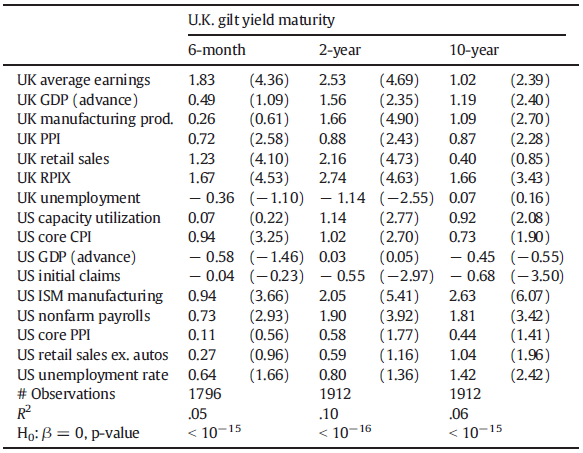 U.K. gilt yield maturity
6-month 2-year 10-year
UK average earnings 1.83 (4.36) 2.53 (4.69) 1.02 (2.39)
UK GDP (advance) 0.49 (1.09) 1.56 (2.35) 1.19 (2.40)
UK manufacturing prod. 0.26 (0.61) 1.66 (4.90) 1.09 (2.70)
UK PPI 0.72 (2.58) 0.88 (2.43) 0.87 (2.28)
UK retail sales 1.23 (4.10) 2.16 (4.73) 0.40 (0.85)
UK RPIX 1.67 (4.53) 2.74 (4.63) 1.66 (3.43)
UK unemployment − 0.36 (−1.10) − 1.14 (−2.55) 0.07 (0.16)
US capacity utilization 0.07 (0.22) 1.14 (2.77) 0.92 (2.08)
US core CPI 0.94 (3.25) 1.02 (2.70) 0.73 (1.90)
US GDP (advance) − 0.58 (−1.46) 0.03 (0.05) − 0.45 (−0.55)
US initial claims − 0.04 (−0.23) − 0.55 (−2.97) − 0.68 (−3.50)
US ISM manufacturing 0.94 (3.66) 2.05 (5.41) 2.63 (6.07)
US nonfarm payrolls 0.73 (2.93) 1.90 (3.92) 1.81 (3.42)
US core PPI 0.11 (0.56) 0.58 (1.77) 0.44 (1.41)
US retail sales ex. autos 0.27 (0.96) 0.59 (1.16) 1.04 (1.96)
US unemployment rate 0.64 (1.66) 0.80 (1.36) 1.42 (2.42)
# Observations 1796 1912 1912
R² .05 .10 .06
H₀: β = 0, p-value < 10⁻¹⁵ < 10⁻¹⁶ < 10⁻¹⁵